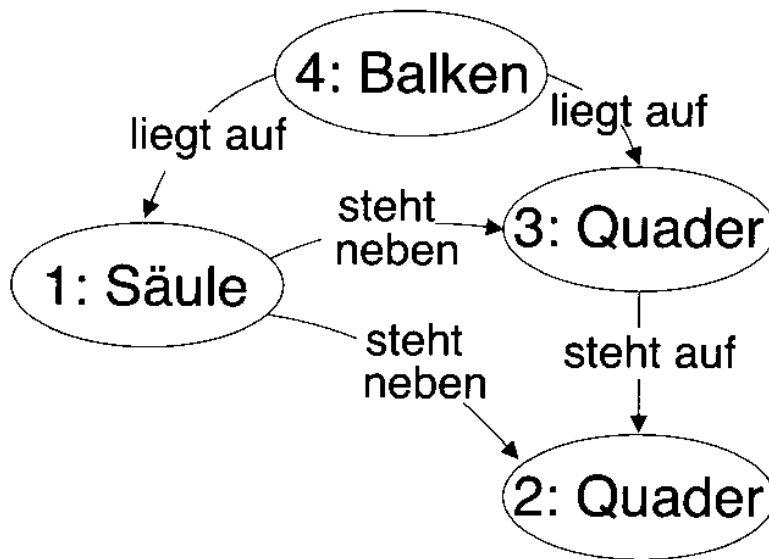 4: Balken
liegt auf
liegt auf
3: Quader
steht
neben
1: Säule
steht
neben
steht auf
2: Quader